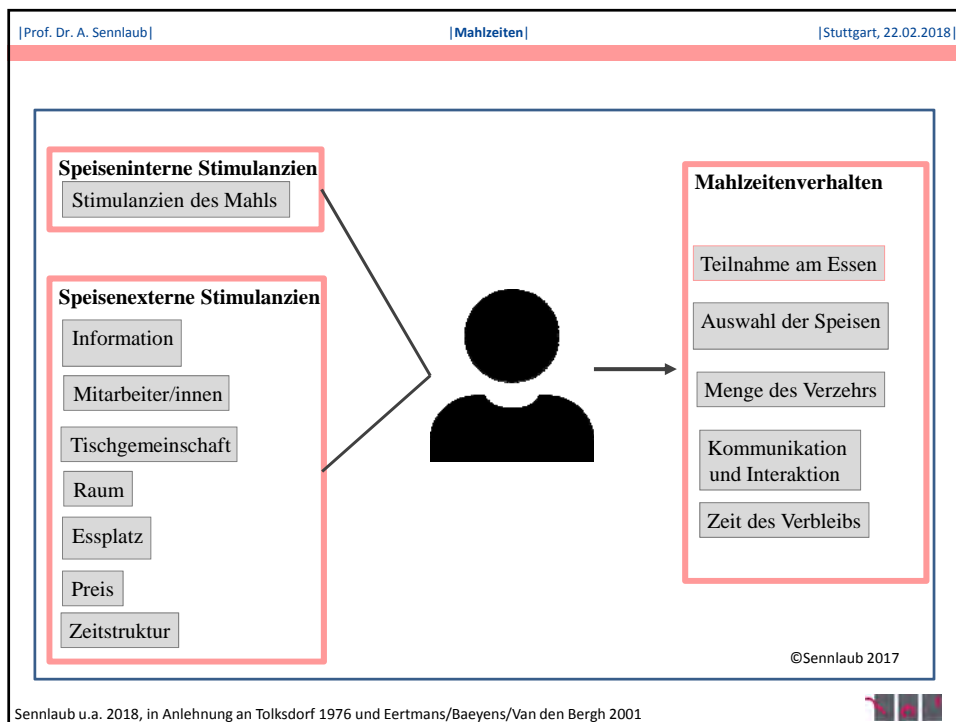 |Prof. Dr. A. Sennlaub|
|Mahlzeiten|
|Stuttgart, 22.02.2018|
Speiseninterne Stimulanzien
Stimulanzien des Mahls
Speisenexterne Stimulanzien
Information
Mitarbeiter/innen
Tischgemeinschaft
Raum
Essplatz
Preis
Zeitstruktur
Mahlzeitenverhalten
Teilnahme am Essen
Auswahl der Speisen
Menge des Verzehrs
Kommunikation
und Interaktion
Zeit des Verbleibs
©Sennlaub 2017
Sennlaub u.a. 2018, in Anlehnung an Tolksdorf 1976 und Eertmans/Baeyens/Van den Bergh 2001